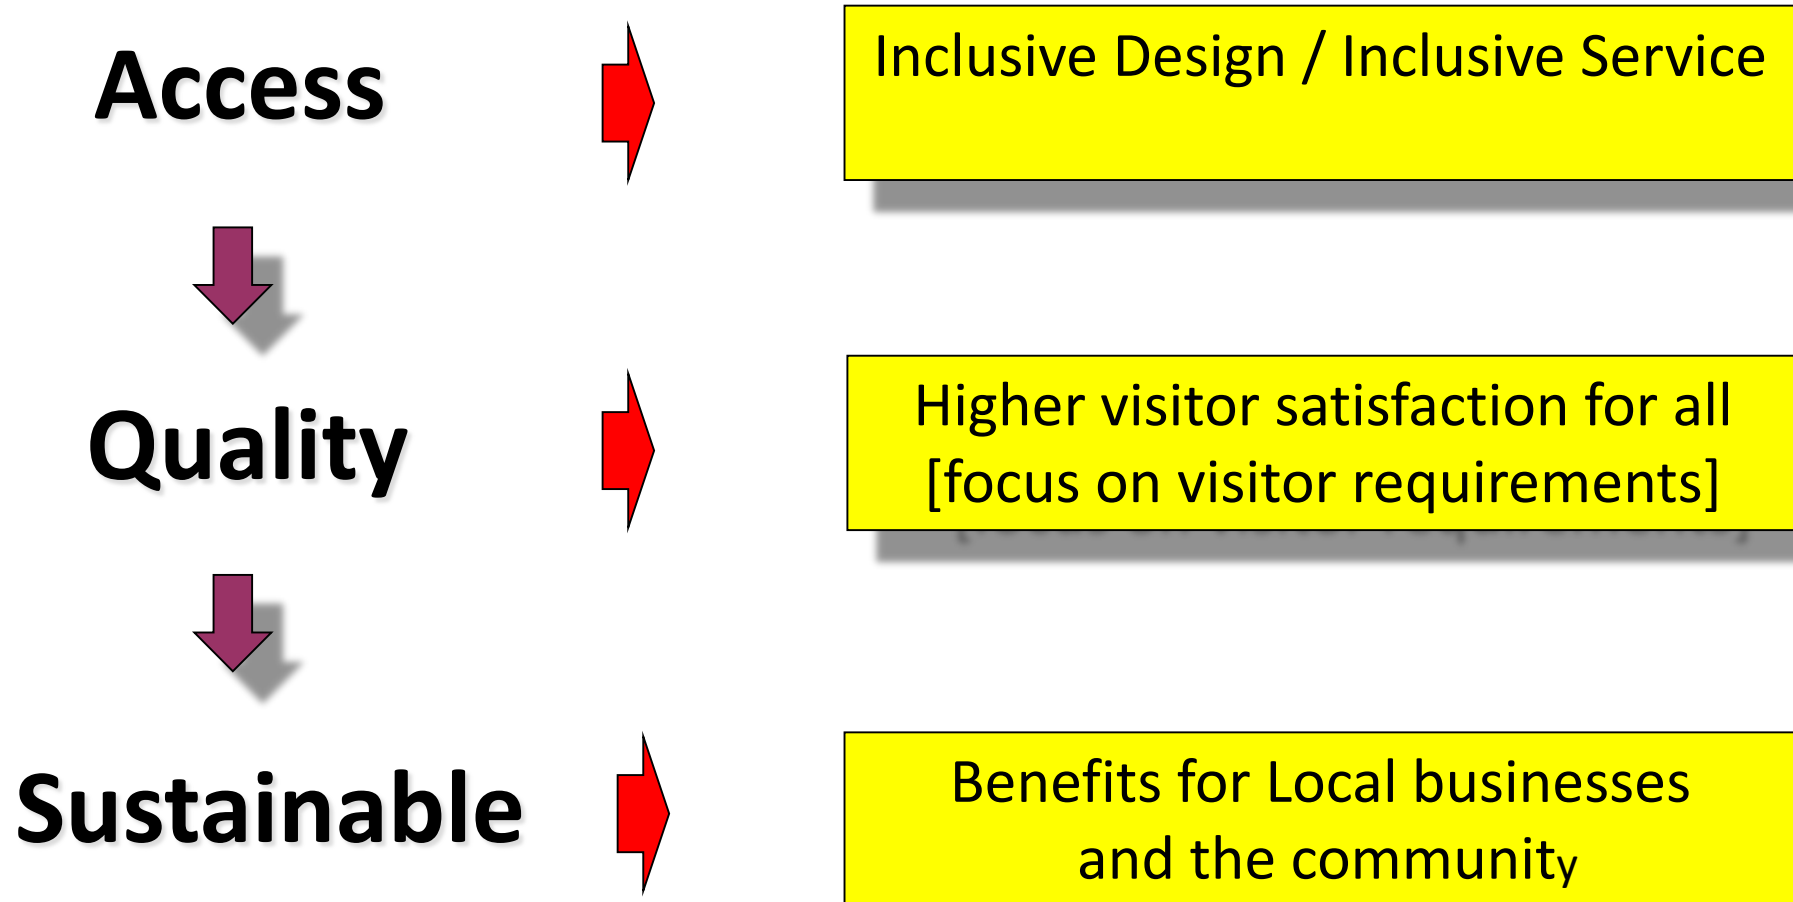 Access
Inclusive Design / Inclusive Service
Quality
Higher visitor satisfaction for all
[focus on visitor requirements]
Sustainable
Benefits for Local businesses
and the community